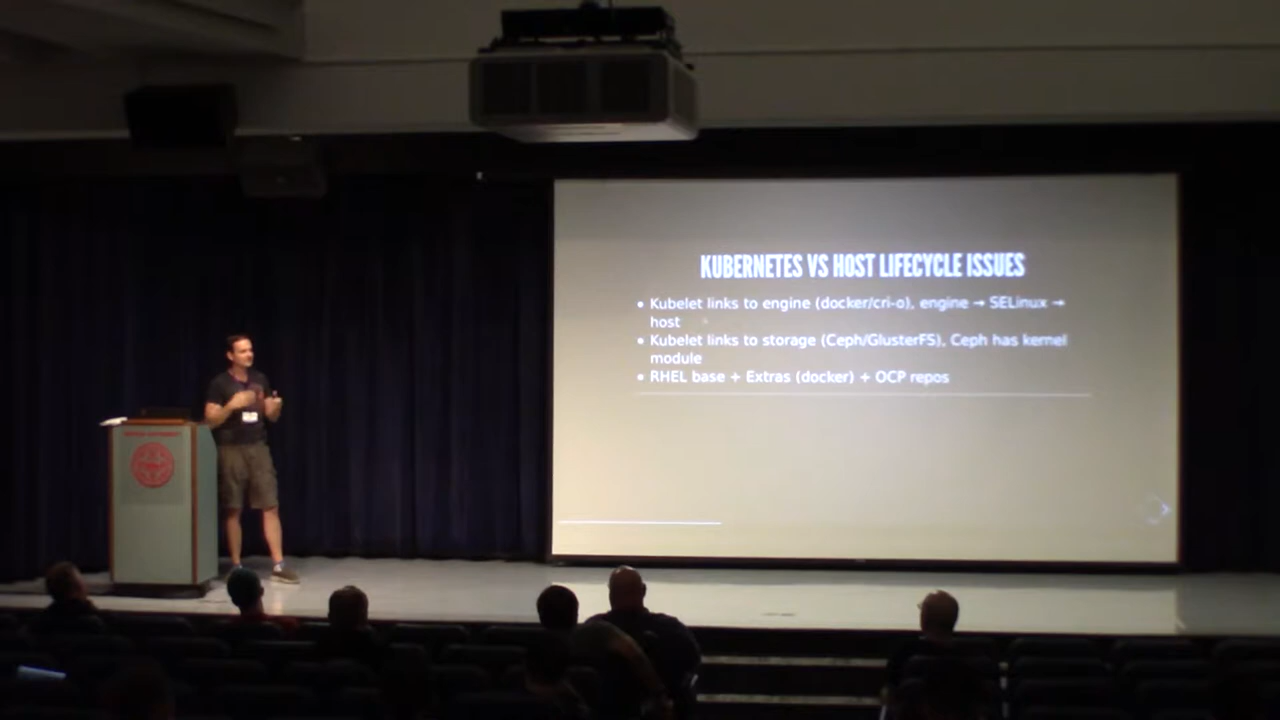 KUBERNETES VS HOST LIFECYCLE ISSUES
• Kubelet links to engine (docker/cri-o), engine → SELinux →
host
• Kubelet links to storage (Ceph/GlusterFS), Ceph has kernel
module
• RHEL base + Extras (docker) + OCP repos